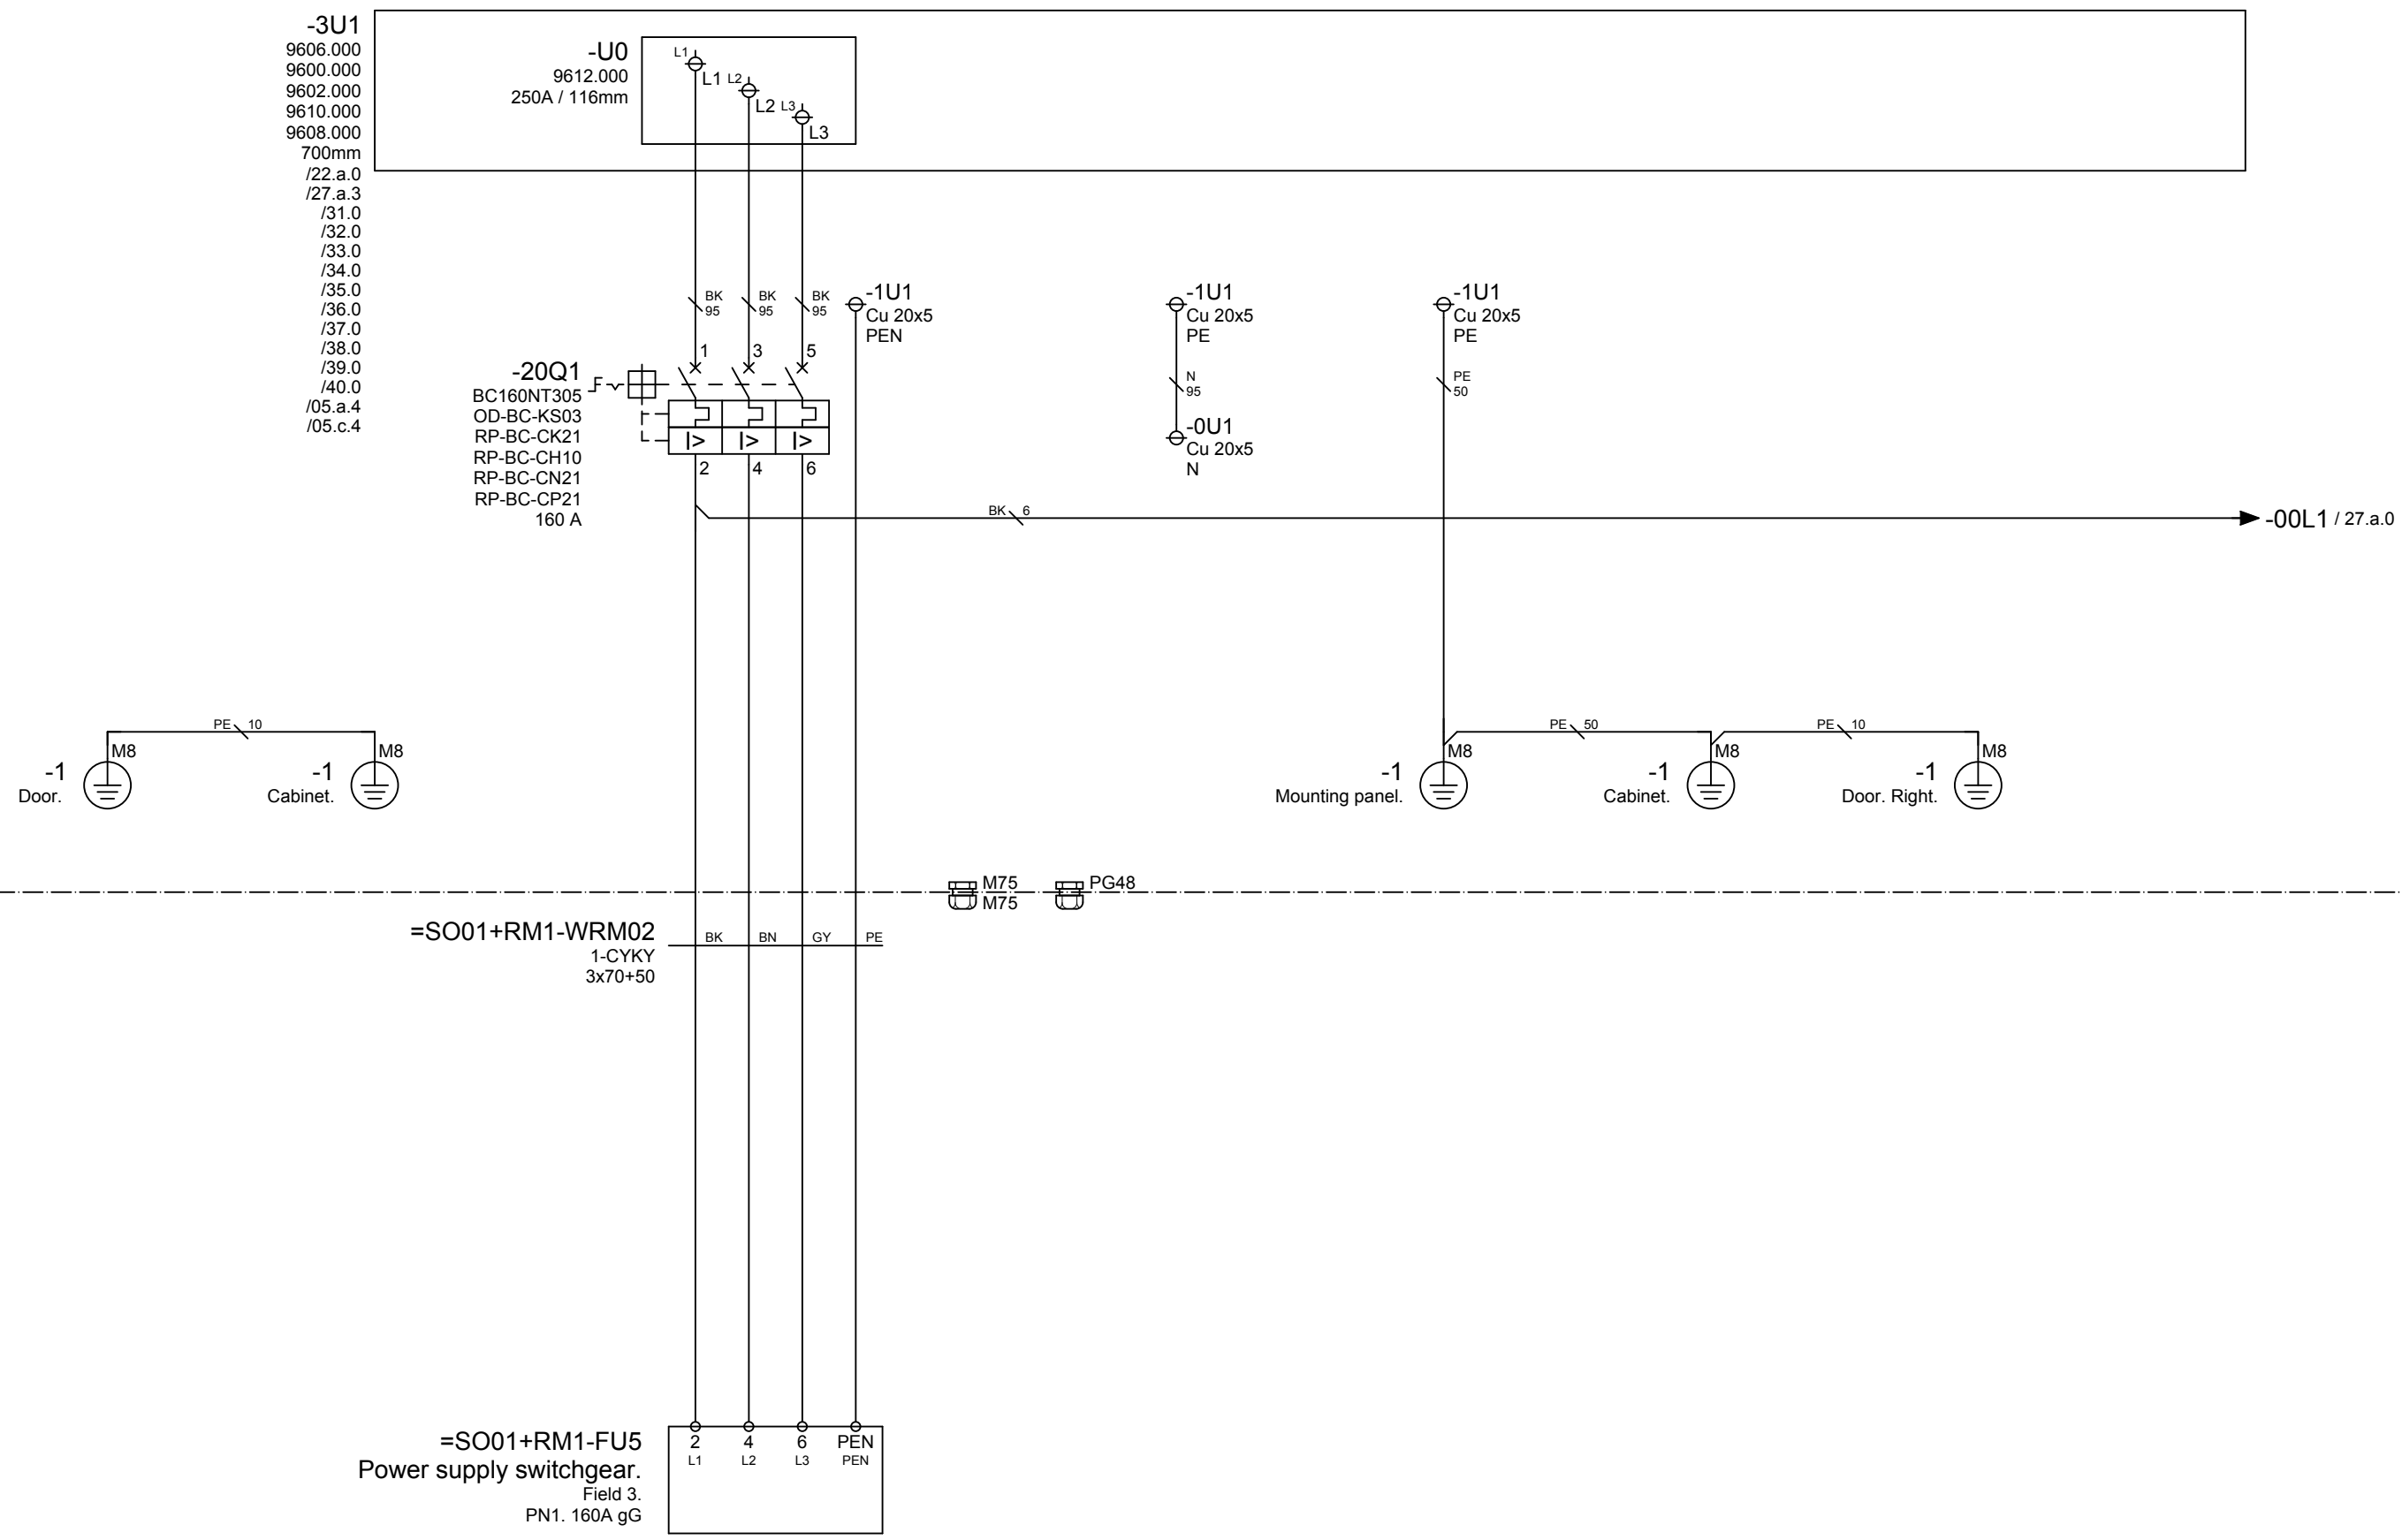 -3U1
9606.000
9600.000
9602.000
9610.000
9608.000
700mm
/22.a.0
/27.a.3
/31.0
/32.0
/33.0
/34.0
/35.0
/36.0
/37.0
/38.0
/39.0
/40.0
/05.a.4
/05.c.4
-U0
9612.000
250A / 116mm
L1
L1
L2
L2
L3
L3
BK
95
BK
95
BK
95
-1U1
Cu 20x5
PEN
-1U1
Cu 20x5
PE
N
95
-0U1
Cu 20x5
N
-1U1
Cu 20x5
PE
PE
50
-20Q1
BC160NT305
OD-BC-KS03
RP-BC-CK21
RP-BC-CH10
RP-BC-CN21
RP-BC-CP21
160 A
1 3 5
I> I> I>
2 4 6
BK 6
-00L1 / 27.a.0
PE 10
M8
-1
Door.
M8
-1
Cabinet.
PE 50
PE 10
M8
-1
Mounting panel.
M8
-1
Cabinet.
M8
-1
Door. Right.
M75
M75
PG48
=SO01+RM1-WRM02
1-CYKY
3x70+50
BK BN GY PE
=SO01+RM1-FU5
Power supply switchgear.
Field 3.
PN1. 160A gG
2 4 6 PEN
L1 L2 L3 PEN